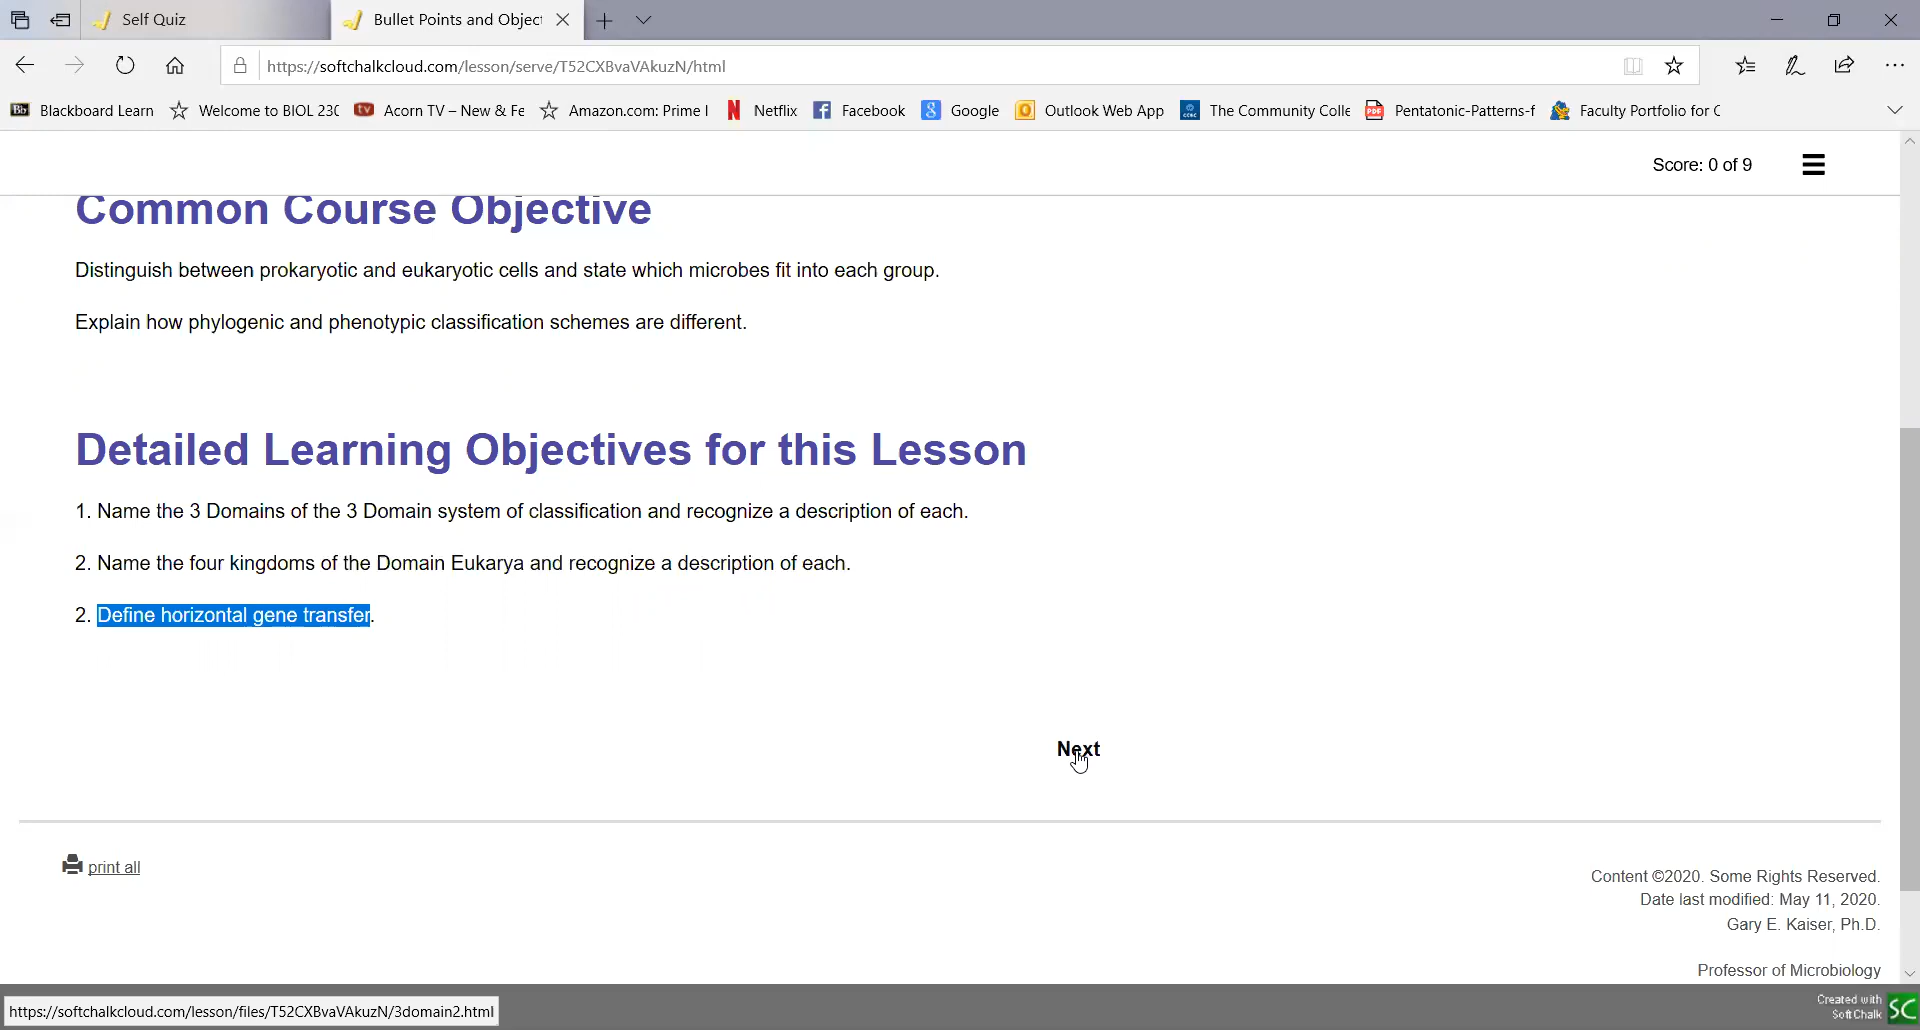 Self Quiz
Bullet Points and Object
https://softchalkcloud.com/lesson/serve/T52CXBvaVAkuzN/html
Bb Blackboard Learn Welcome to BIOL 230 tv Acorn TV – New & Fe Amazon.com: Prime I N Netflix f Facebook g Google Outlook Web App CCBC The Community Colle PDF Pentatonic-Patterns-f Faculty Portfolio for C
Score: 0 of 9
Common Course Objective
Distinguish between prokaryotic and eukaryotic cells and state which microbes fit into each group.
Explain how phylogenic and phenotypic classification schemes are different.
Detailed Learning Objectives for this Lesson
1. Name the 3 Domains of the 3 Domain system of classification and recognize a description of each.
2. Name the four kingdoms of the Domain Eukarya and recognize a description of each.
2. Define horizontal gene transfer.
Next
print all
Content ©2020. Some Rights Reserved.
Date last modified: May 11, 2020.
Gary E. Kaiser, Ph.D.
Professor of Microbiology
https://softchalkcloud.com/lesson/files/T52CXBvaVAkuzN/3domain2.html
Created with
SoftChalk
SC